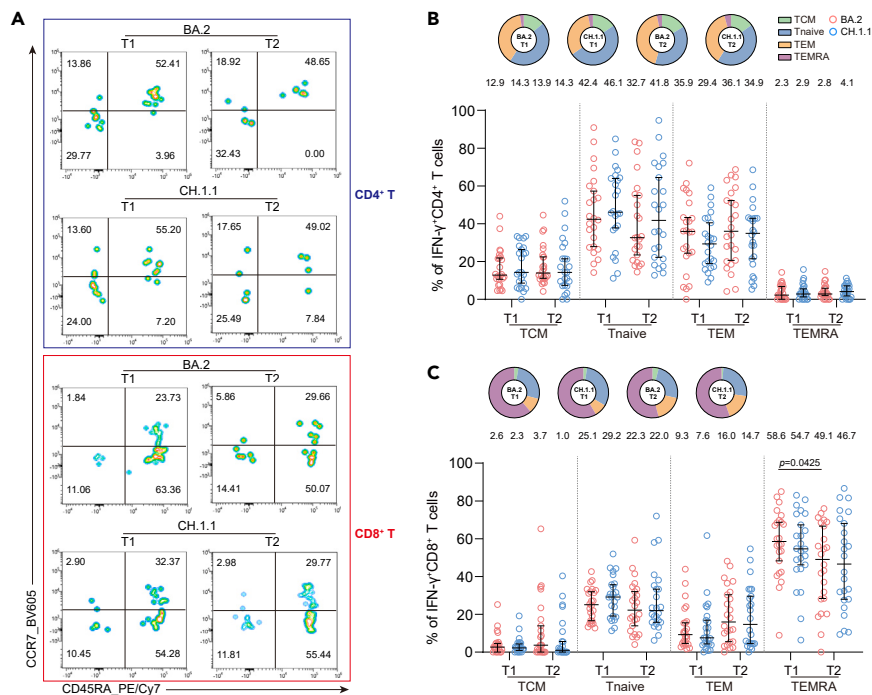 A
BA.2
T1 T2
13.86 52.41 18.92 48.65
29.77 3.96 32.43 0.00
CH.1.1
CD4⁺ T
T1 T2
13.60 55.20 17.65 49.02
24.00 7.20 25.49 7.84
BA.2
T1 T2
1.84 23.73 5.86 29.66
11.06 63.36 14.41 50.07
CH.1.1
CD8⁺ T
T1 T2
2.90 32.37 2.98 29.77
10.45 54.28 11.81 55.44
CCR7_BV605
CD45RA_PE/Cy7
B
BA.2 T1
CH.1.1 T1
BA.2 T2
CH.1.1 T2
TCM BA.2
Tnaive CH.1.1
TEM
TEMRA
12.9 14.3 13.9 14.3 42.4 46.1 32.7 41.8 35.9 29.4 36.1 34.9 2.3 2.9 2.8 4.1
% of IFN-γ⁺CD4⁺ T cells
100
80
60
40
20
0
T1 T2 T1 T2 T1 T2 T1 T2
TCM Tnaive TEM TEMRA
C
BA.2 T1
CH.1.1 T1
BA.2 T2
CH.1.1 T2
2.6 2.3 3.7 1.0 25.1 29.2 22.3 22.0 9.3 7.6 16.0 14.7 58.6 54.7 49.1 46.7
p=0.0425
% of IFN-γ⁺CD8⁺ T cells
100
80
60
40
20
0
T1 T2 T1 T2 T1 T2 T1 T2
TCM Tnaive TEM TEMRA